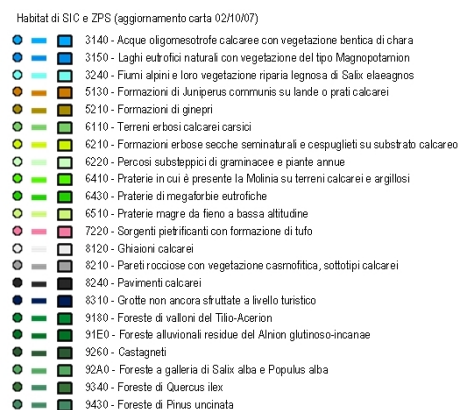 Habitat di SIC e ZPS (aggiornamento carta 02/10/07)
3140 - Acque oligomesotrofe calcaree con vegetazione bentica di chara
3150 - Laghi eutrofici naturali con vegetazione del tipo Magnopotamion
3240 - Fiumi alpini e loro vegetazione riparia legnosa di Salix elaeagnos
5130 - Formazioni di Juniperus communis su lande o prati calcarei
5210 - Formazioni di ginepri
6110 - Terreni erbosi calcarei carsici
6210 - Formazioni erbose secche seminaturali e cespuglieti su substrato calcareo
6220 - Percosi substeppici di graminacee e piante annue
6410 - Praterie in cui è presente la Molinia su terreni calcarei e argillosi
6430 - Praterie di megaforbie eutrofiche
6510 - Praterie magre da fieno a bassa altitudine
7220 - Sorgenti pietrificanti con formazione di tufo
8120 - Ghiaioni calcarei
8210 - Pareti rocciose con vegetazione casmofitica, sottotipi calcarei
8240 - Pavimenti calcarei
8310 - Grotte non ancora sfruttate a livello turistico
9180 - Foreste di valloni del Tilio-Acerion
91E0 - Foreste alluvionali residue del Alnion glutinoso-incanae
9260 - Castagneti
92A0 - Foreste a galleria di Salix alba e Populus alba
9340 - Foreste di Quercus ilex
9430 - Foreste di Pinus uncinata